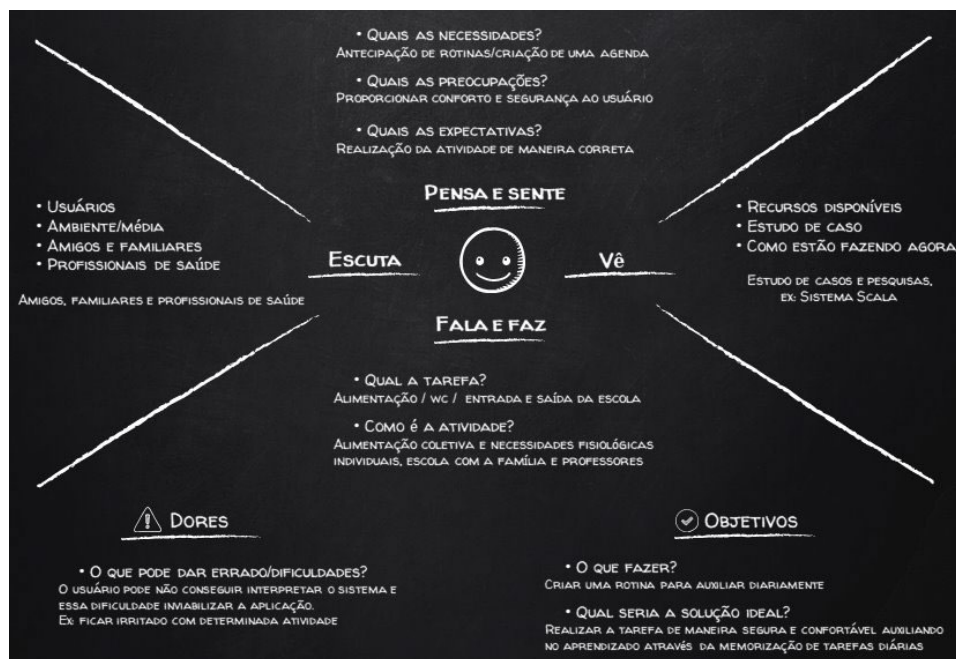 • Quais as necessidades?
Antecipação de rotinas/criação de uma agenda
• Quais as preocupações?
Proporcionar conforto e segurança ao usuário
• Quais as expectativas?
Realização da atividade de maneira correta
Pensa e sente
• Usuários
• Ambiente/média
• Amigos e familiares
• Profissionais de saúde
Amigos, familiares e profissionais de saúde
Escuta
Vê
• Recursos disponíveis
• Estudo de caso
• Como estão fazendo agora
Estudo de casos e pesquisas,
ex: Sistema Scala
Fala e faz
• Qual a tarefa?
Alimentação / wc / entrada e saída da escola
• Como é a atividade?
Alimentação coletiva e necessidades fisiológicas
individuais, escola com a família e professores
Dores
• O que pode dar errado/dificuldades?
O usuário pode não conseguir interpretar o sistema e
essa dificuldade inviabilizar a aplicação.
Ex: ficar irritado com determinada atividade
Objetivos
• O que fazer?
Criar uma rotina para auxiliar diariamente
• Qual seria a solução ideal?
Realizar a tarefa de maneira segura e confortável auxiliando
no aprendizado através da memorização de tarefas diárias